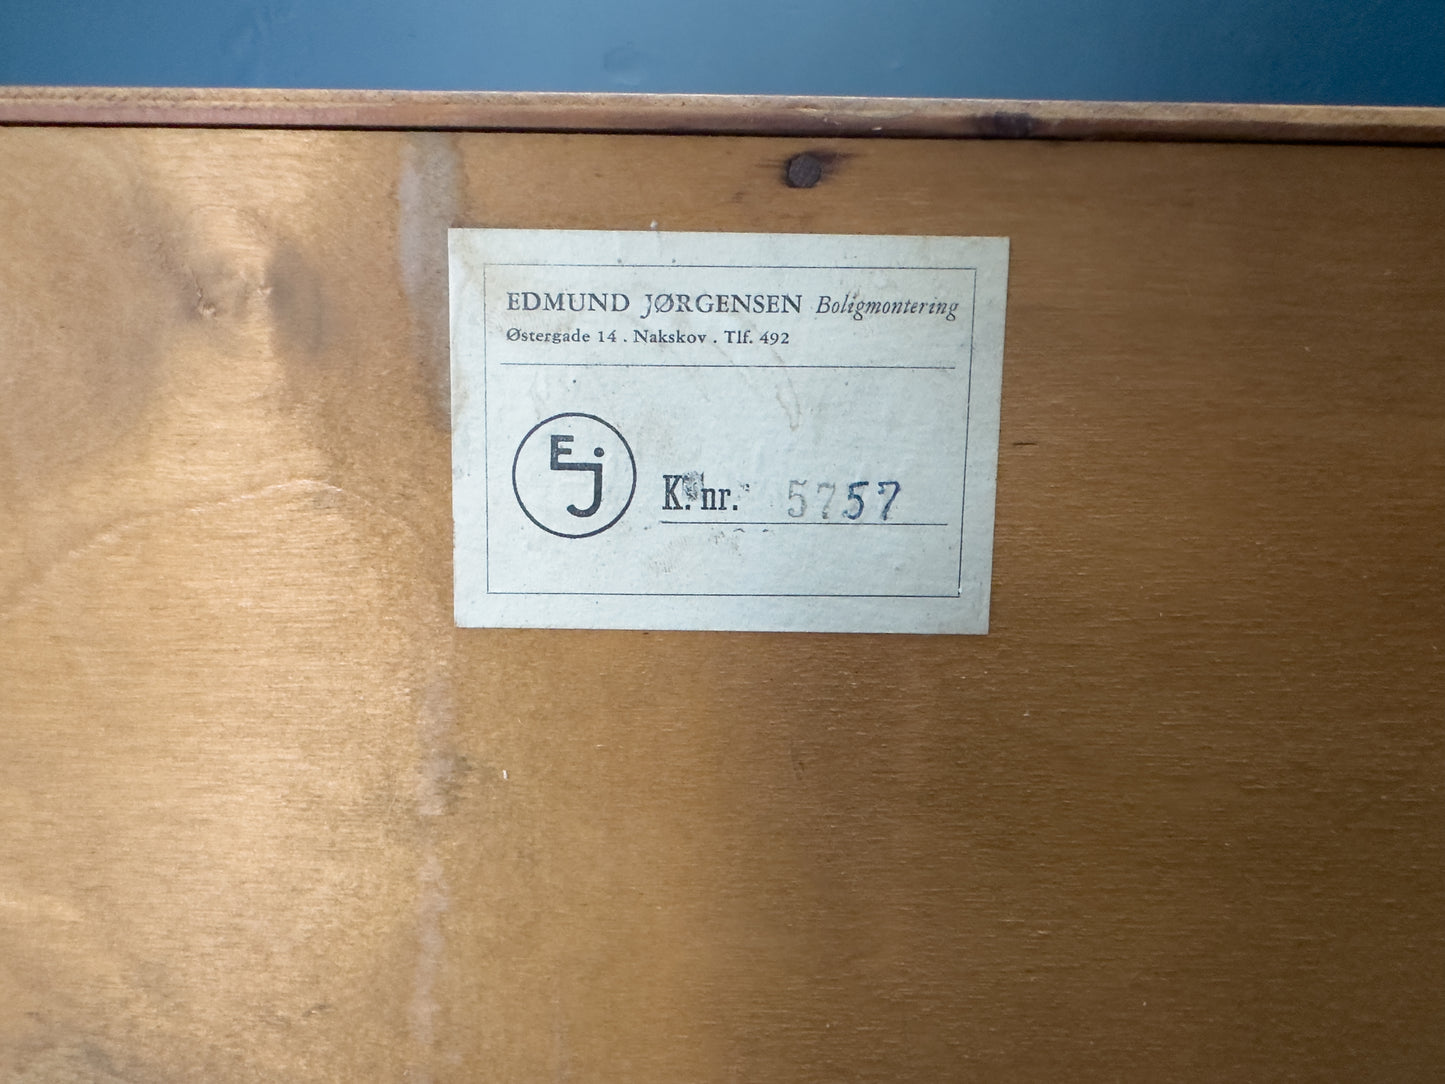 EDMUND JØRGENSEN Boligmontering
Østergade 14 . Nakskov . Tlf. 492
EJ
K. nr. 5757